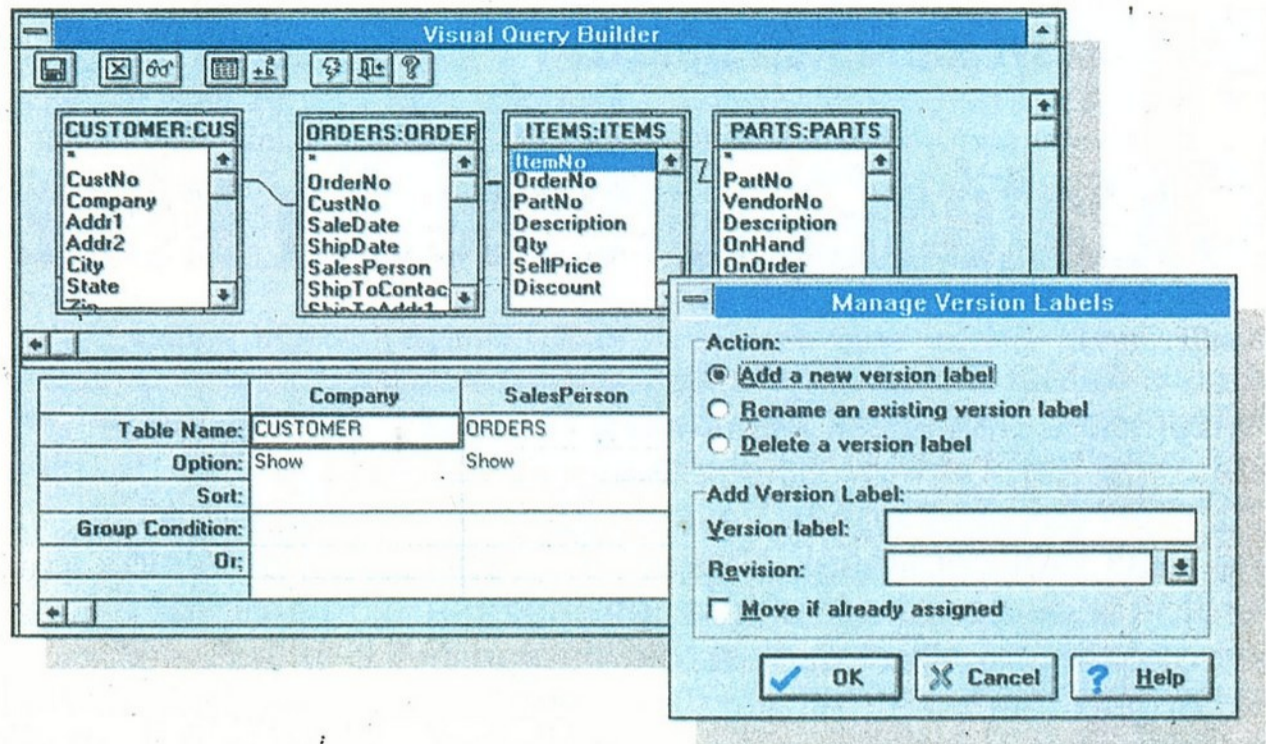 Visual Query Builder
CUSTOMER:CUS
*
CustNo
Company
Addr1
Addr2
City
State
Zip
ORDERS:ORDER
*
OrderNo
CustNo
SaleDate
ShipDate
SalesPerson
ShipToContac
ShipToAddr1
ITEMS:ITEMS
ItemNo
OrderNo
PartNo
Description
Qty
SellPrice
Discount
PARTS:PARTS
*
PartNo
VendorNo
Description
OnHand
OnOrder
Company SalesPerson
Table Name: CUSTOMER ORDERS
Option: Show Show
Sort:
Group Condition:
Or:
Manage Version Labels
Action:
Add a new version label
Rename an existing version label
Delete a version label
Add Version Label:
Version label:
Revision:
Move if already assigned
OK Cancel Help